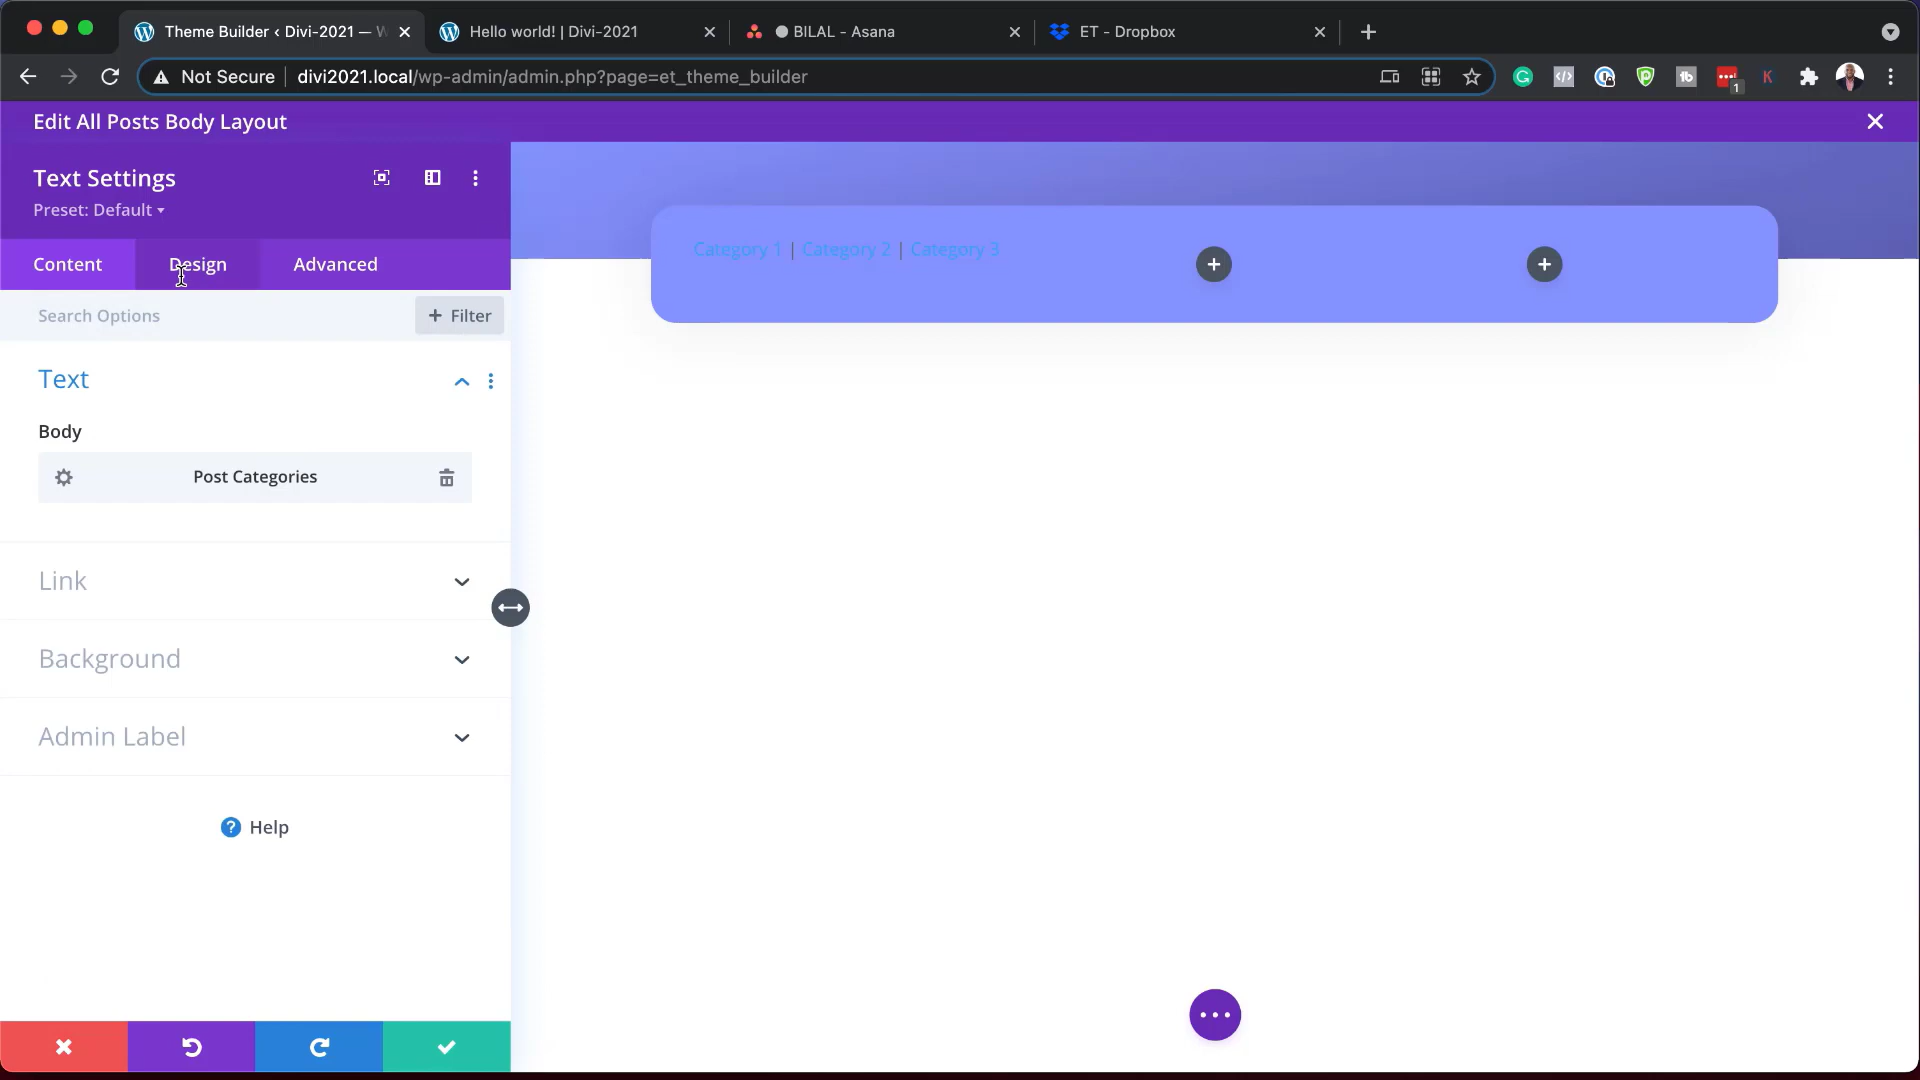 Theme Builder ‹ Divi-2021 — W
Hello world! | Divi-2021
BILAL - Asana
ET - Dropbox
Not Secure
divi2021.local/wp-admin/admin.php?page=et_theme_builder
1
Edit All Posts Body Layout
Text Settings
Preset: Default
Content
Design
Advanced
Search Options
+ Filter
Category 1 | Category 2 | Category 3
Text
Body
Post Categories
Link
Background
Admin Label
? Help